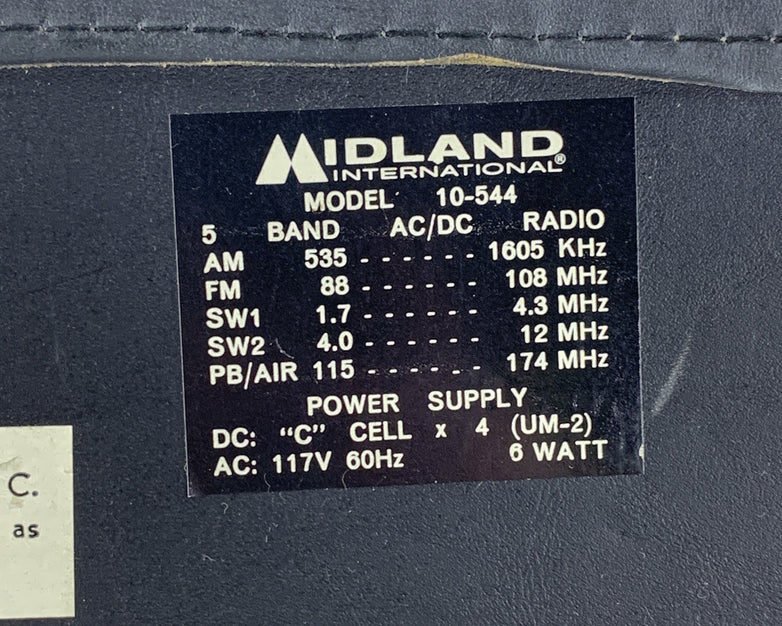 MIDLAND®
INTERNATIONAL
MODEL 10-544
5 BAND AC/DC RADIO
AM 535 - - - - - - 1605 KHz
FM 88 - - - - - - 108 MHz
SW1 1.7 - - - - - - 4.3 MHz
SW2 4.0 - - - - - - 12 MHz
PB/AIR 115 - - - - - - 174 MHz
POWER SUPPLY
DC: "C" CELL x 4 (UM-2)
AC: 117V 60Hz 6 WATT
C.
as